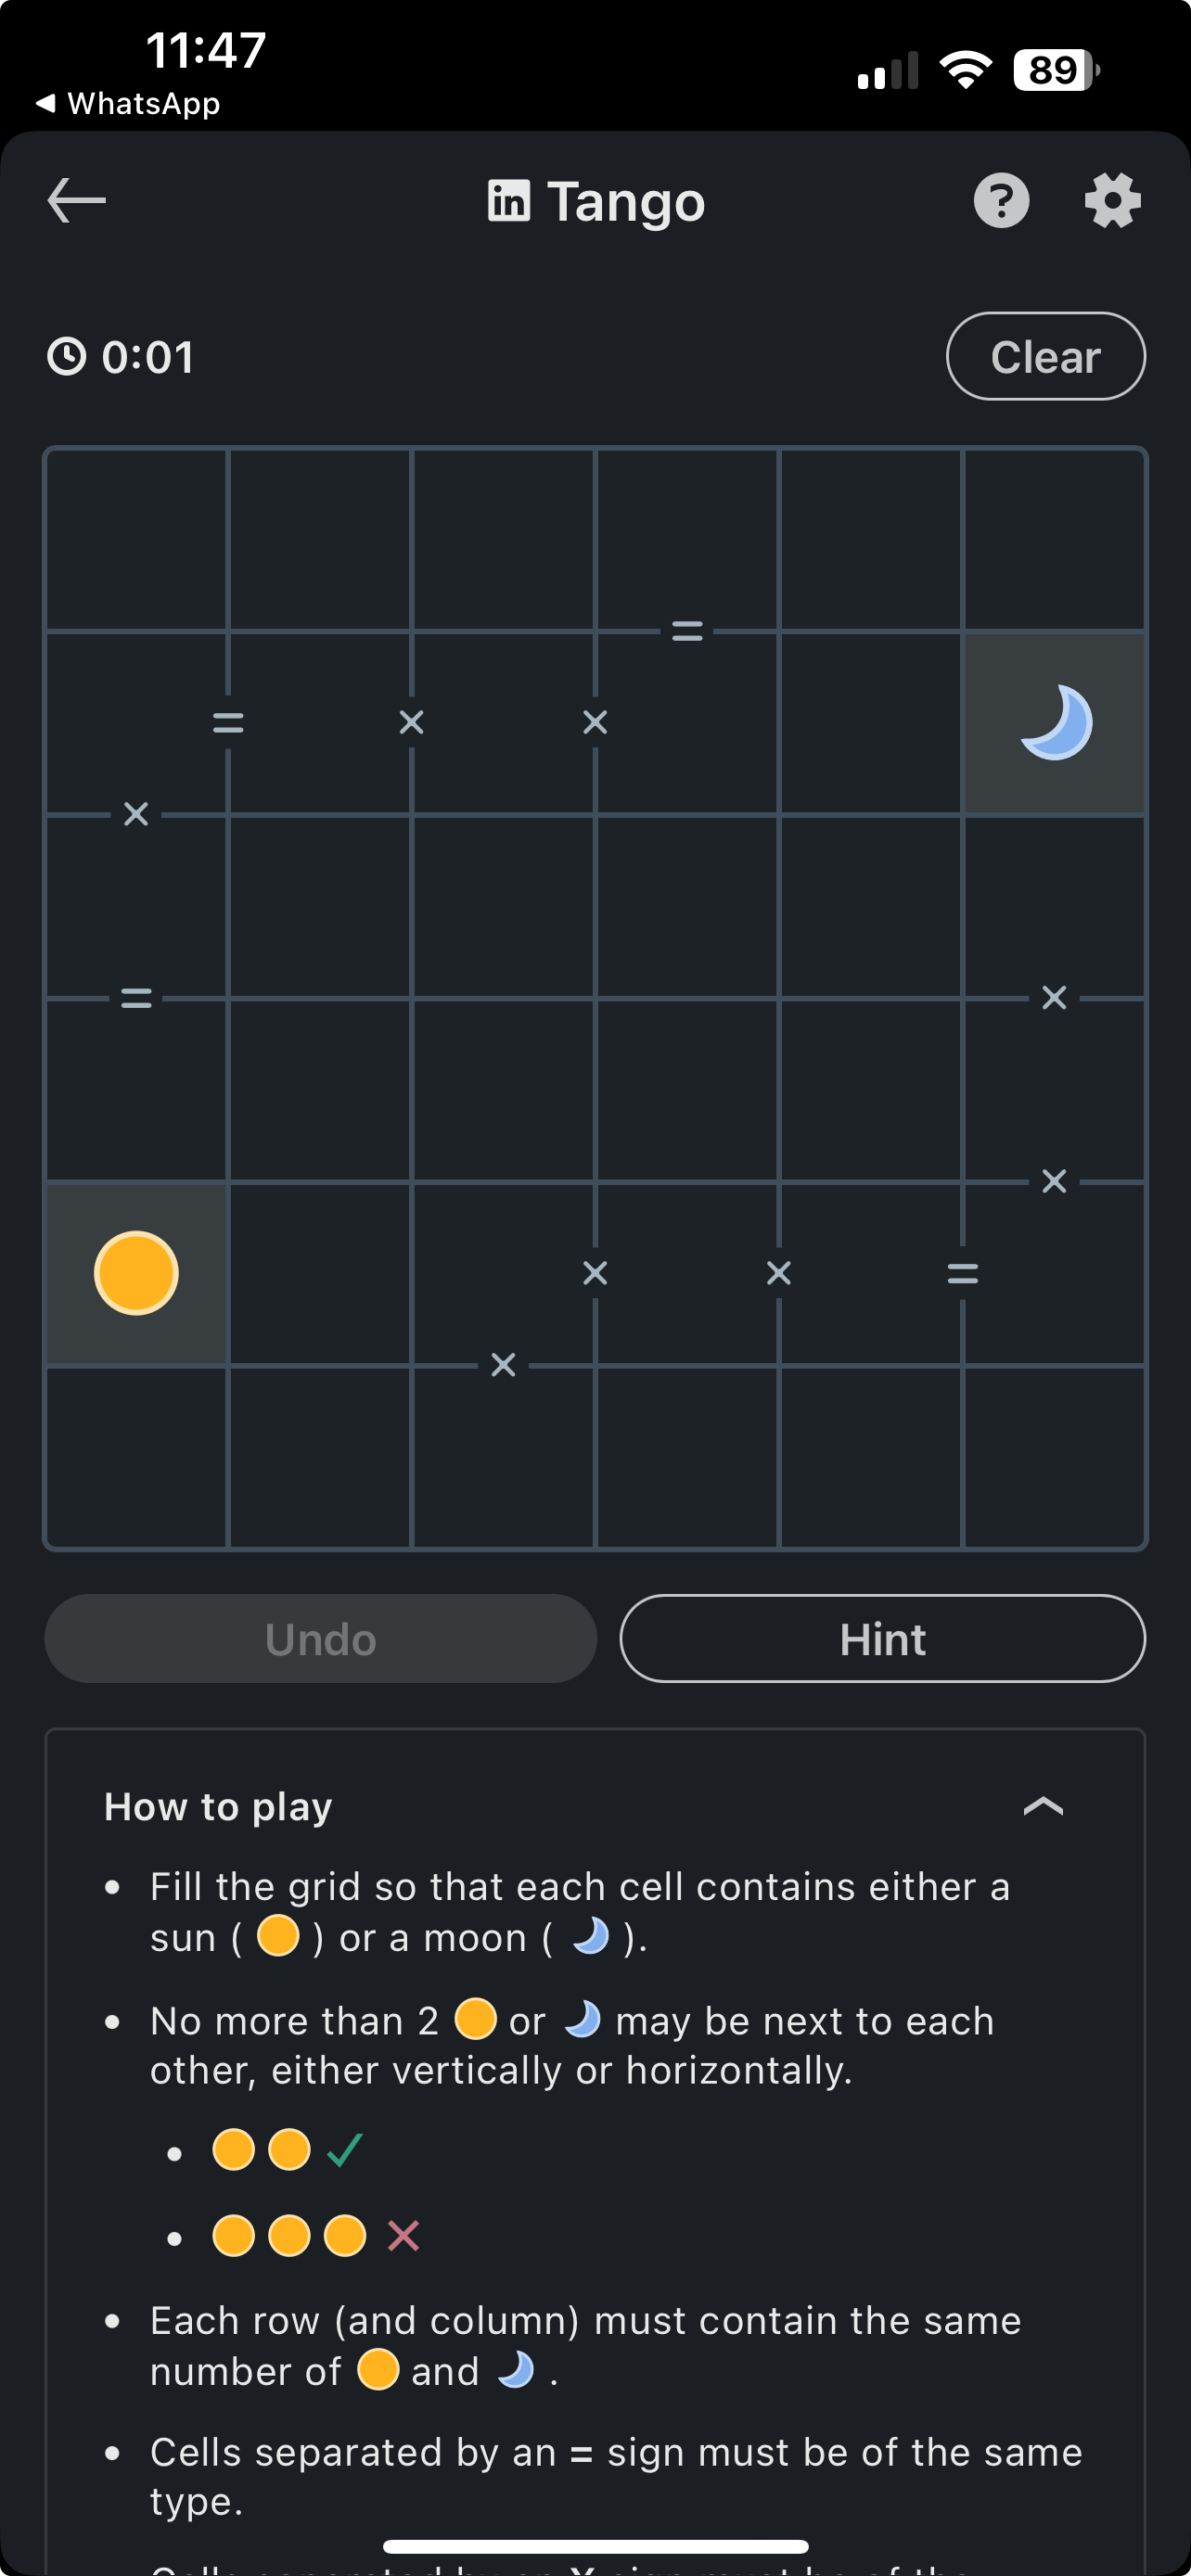 11:47
89
WhatsApp
in Tango
?
0:01
Clear
=
= × ×
×
= ×
×
× × =
×
Undo
Hint
How to play
• Fill the grid so that each cell contains either a
sun ( ) or a moon ( ).
• No more than 2 or may be next to each
other, either vertically or horizontally.
• Each row (and column) must contain the same
number of and .
• Cells separated by an = sign must be of the same
type.